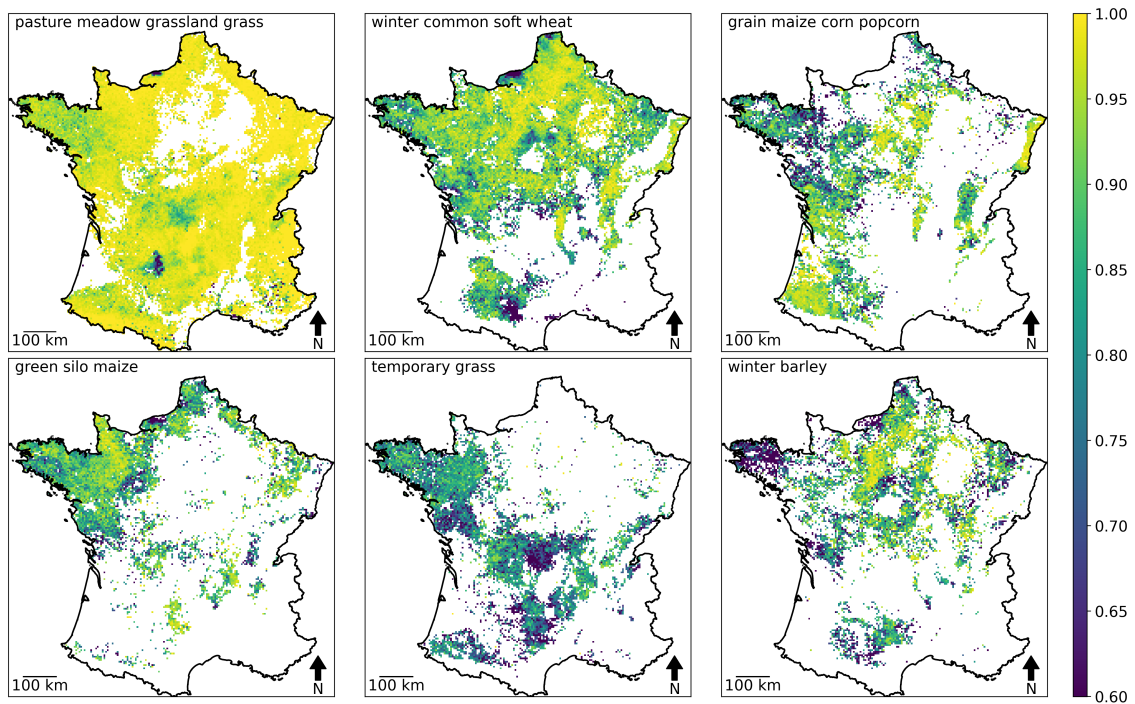 pasture meadow grassland grass
winter common soft wheat
grain maize corn popcorn
100 km
N
100 km
N
100 km
N
green silo maize
temporary grass
winter barley
100 km
N
100 km
N
100 km
N
1.00
0.95
0.90
0.85
0.80
0.75
0.70
0.65
0.60